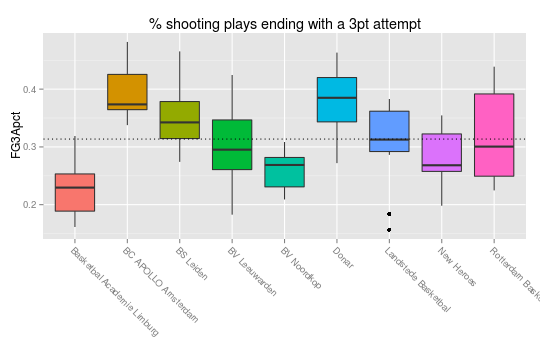 % shooting plays ending with a 3pt attempt
FG3Apct
0.4
0.3
0.2
Basketbal Academie Limburg
BC APOLLO Amsterdam
BS Leiden
BV Leeuwarden
BV Noordkop
Donar
Landstede Basketbal
New Heroes
Rotterdam Bask